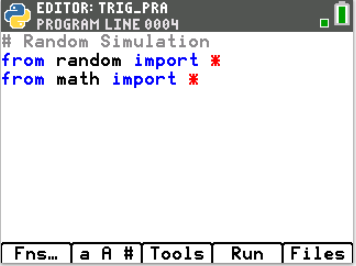 EDITOR: TRIG_PRA
PROGRAM LINE 0004
# Random Simulation
from random import *
from math import *
Fns… a A # Tools Run Files